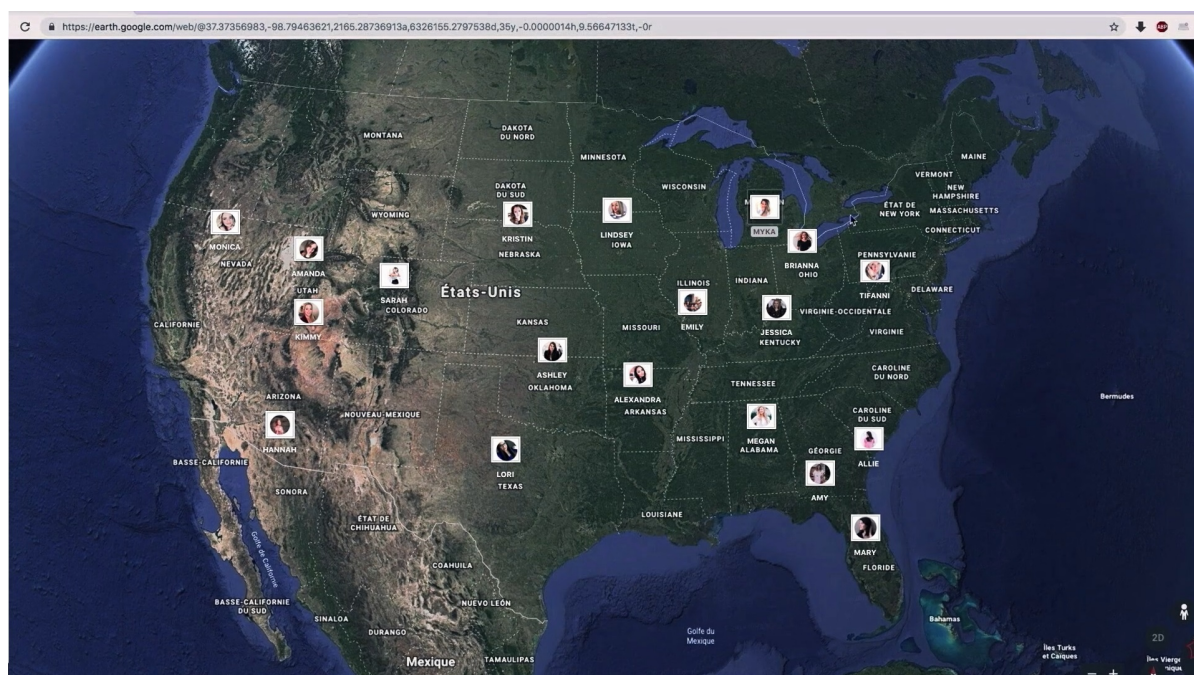 https://earth.google.com/web/@37.37356983,-98.79463621,2165.28736913a,6326155.2797538d,35y,-0.0000014h,9.56647133t,-0r
ABP
MONTANA
DAKOTA
DU NORD
MINNESOTA
MAINE
VERMONT
NEW
HAMPSHIRE
WISCONSIN
DAKOTA
DU SUD
ÉTAT DE
NEW YORK
MASSACHUSETTS
WYOMING
CONNECTICUT
MYKA
KRISTIN
LINDSEY
IOWA
MONICA
NEVADA
NEBRASKA
PENNSYLVANIE
BRIANNA
OHIO
AMANDA
UTAH
SARAH
COLORADO
États-Unis
ILLINOIS
INDIANA
TIFANNI
DELAWARE
CALIFORNIE
KIMMY
KANSAS
MISSOURI
EMILY
JESSICA
KENTUCKY
VIRGINIE-OCCIDENTALE
VIRGINIE
ASHLEY
OKLAHOMA
ALEXANDRA
ARKANSAS
TENNESSEE
CAROLINE
DU NORD
ARIZONA
NOUVEAU-MEXIQUE
Bermudes
CAROLINE
DU SUD
MISSISSIPPI
MEGAN
ALABAMA
GÉORGIE
ALLIE
HANNAH
BASSE-CALIFORNIE
LORI
TEXAS
SONORA
AMY
LOUISIANE
ÉTAT DE
CHIHUAHUA
MARY
FLORIDE
Golfe de Californie
COAHUILA
BASSE-CALIFORNIE
DU SUD
SINALOA
NUEVO LEÓN
DURANGO
Golfe du
Mexique
Bahamas
2D
Îles Turks
et Caïques
Mexique
TAMAULIPAS